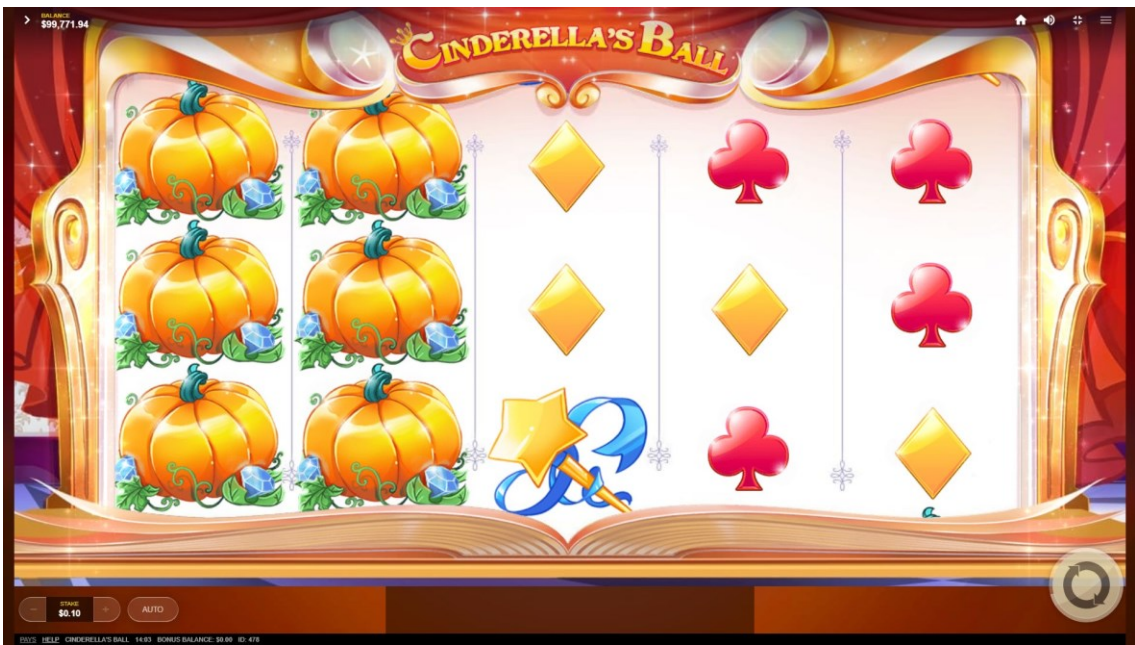 BALANCE
$99,771.94
CINDERELLA'S BALL
STAKE
$0.10
AUTO
PAYS HELP CINDERELLA'S BALL 14:03 BONUS BALANCE: $0.00 ID: 478